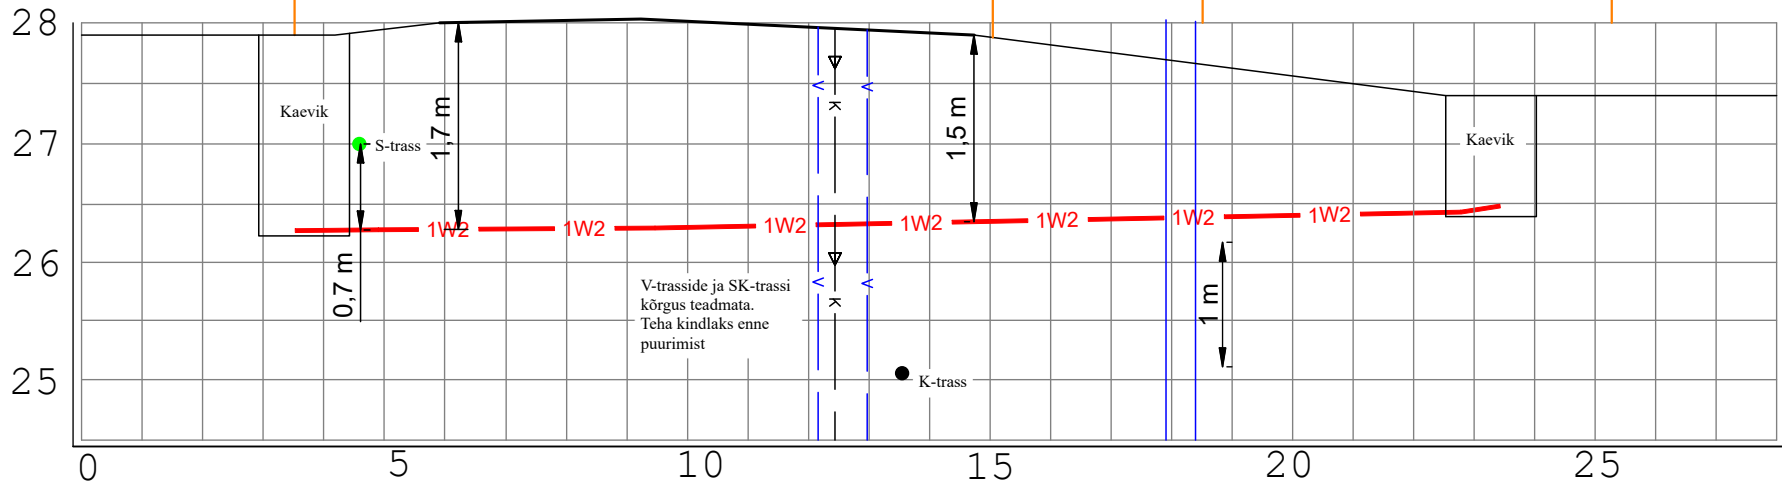 28
27
26
25
Kaevik
S-trass
1,7 m
0,7 m
1W2
1W2
1W2
1W2
1W2
1W2
1W2
V
V
K
V
V
K
1,5 m
V-trasside ja SK-trassi
kõrgus teadmata.
Teha kindlaks enne
puurimist
K-trass
1 m
Kaevik
0
5
10
15
20
25